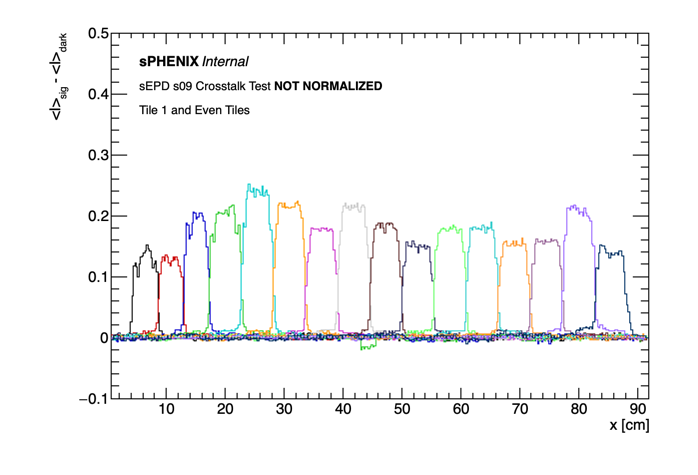 0.5
<I>sig - <I>dark
sPHENIX Internal
sEPD s09 Crosstalk Test NOT NORMALIZED
0.4
Tile 1 and Even Tiles
0.3
0.2
0.1
0
−0.1
10 20 30 40 50 60 70 80 90
x [cm]